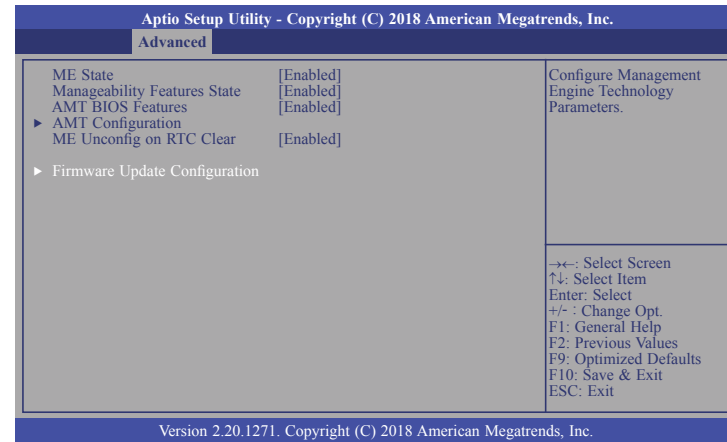 Aptio Setup Utility - Copyright (C) 2018 American Megatrends, Inc.
Advanced
ME State [Enabled]
Manageability Features State [Enabled]
AMT BIOS Features [Enabled]
► AMT Configuration
ME Unconfig on RTC Clear [Enabled]
► Firmware Update Configuration
Configure Management
Engine Technology
Parameters.
→←: Select Screen
↑↓: Select Item
Enter: Select
+/- : Change Opt.
F1: General Help
F2: Previous Values
F9: Optimized Defaults
F10: Save & Exit
ESC: Exit
Version 2.20.1271. Copyright (C) 2018 American Megatrends, Inc.